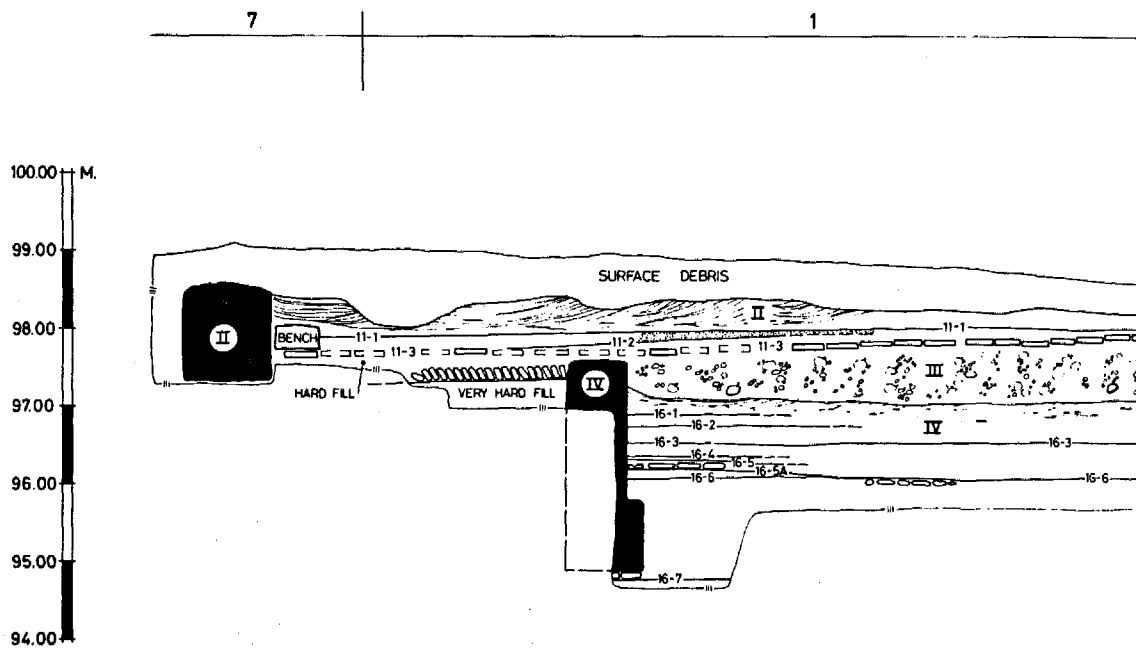 7 1
100.00 M.
99.00
SURFACE DEBRIS
II
98.00 II BENCH 11-1 11-2 11-1
11-3 11-3
III
HARD FILL VERY HARD FILL IV
97.00
16-1
16-2 IV
16-3 16-3
16-4
16-5
16-5A
96.00 16-6 16-6
95.00
16-7
94.00